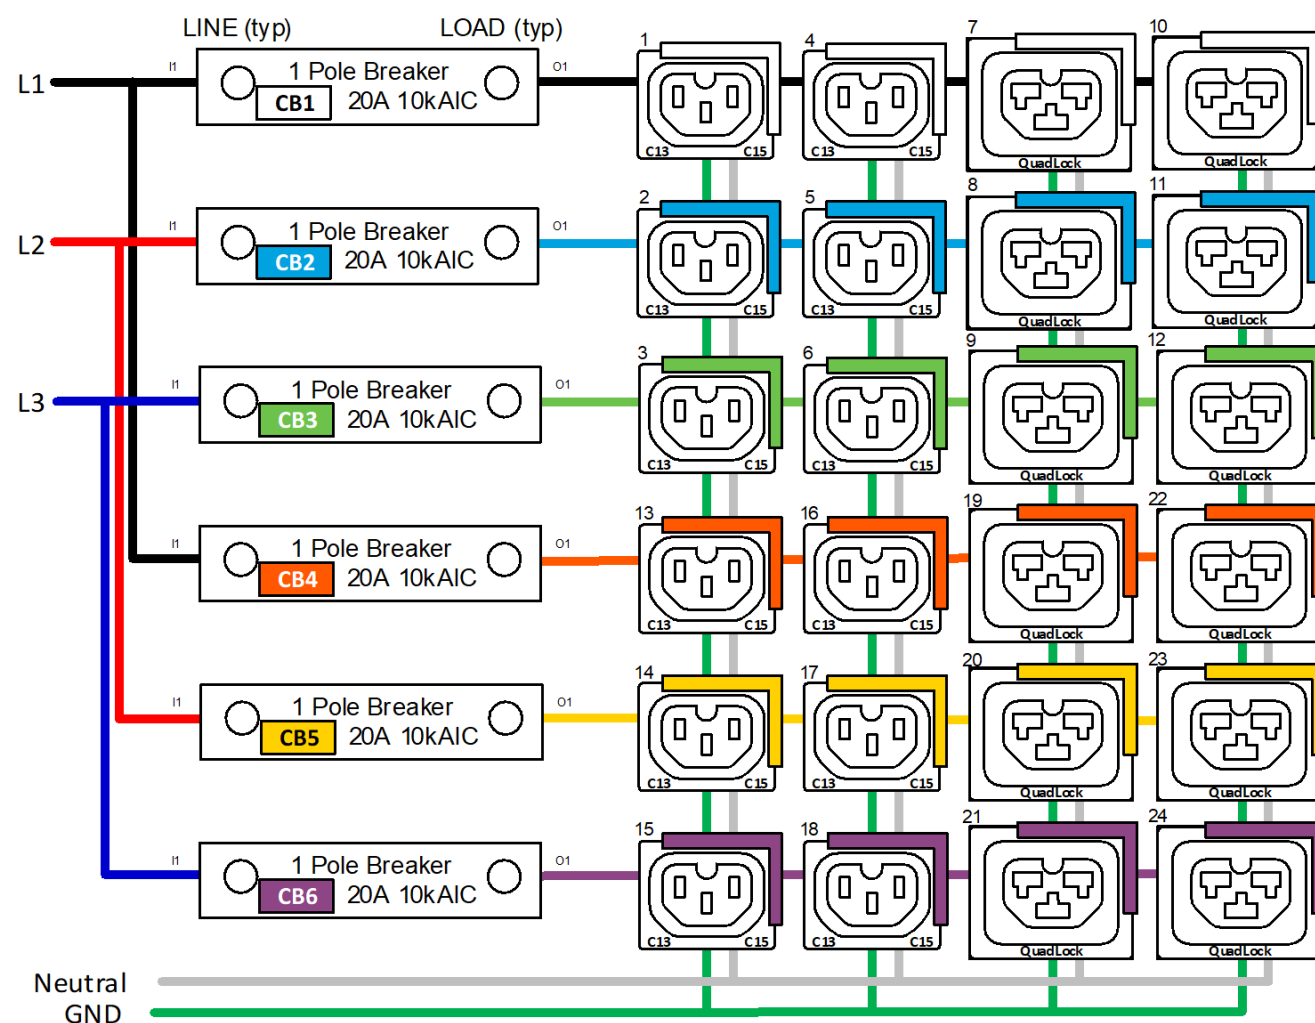 LINE (typ) LOAD (typ)
1 4 7 10
L1 I1 1 Pole Breaker O1
CB1 20A 10kAIC
C13 C15 C13 C15 QuadLock QuadLock
2 5 8 11
L2 I1 1 Pole Breaker O1
CB2 20A 10kAIC
C13 C15 C13 C15 QuadLock QuadLock
3 6 9 12
L3 I1 1 Pole Breaker O1
CB3 20A 10kAIC
C13 C15 C13 C15 QuadLock QuadLock
13 16 19 22
I1 1 Pole Breaker O1
CB4 20A 10kAIC
C13 C15 C13 C15 QuadLock QuadLock
14 17 20 23
I1 1 Pole Breaker O1
CB5 20A 10kAIC
C13 C15 C13 C15 QuadLock QuadLock
15 18 21 24
I1 1 Pole Breaker O1
CB6 20A 10kAIC
C13 C15 C13 C15 QuadLock QuadLock
Neutral
GND